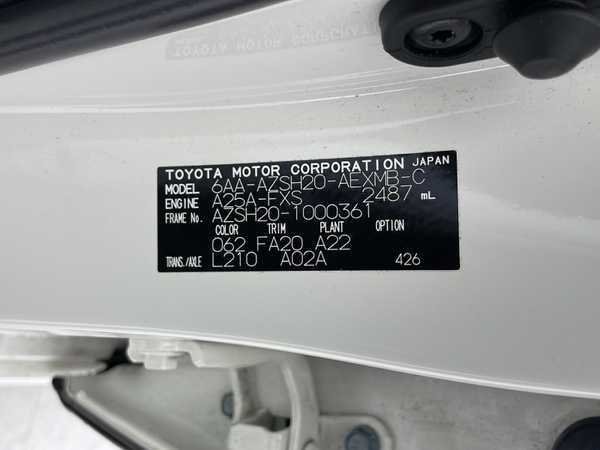 TOYOTA MOTOR CORPORATION JAPAN
MODEL 6AA-AZSH20-AEXMB-C
ENGINE A25A-FXS 2487 mL
FRAME No. AZSH20-1000361
COLOR TRIM PLANT OPTION
062 FA20 A22
TRANS./AXLE L210 A02A 426